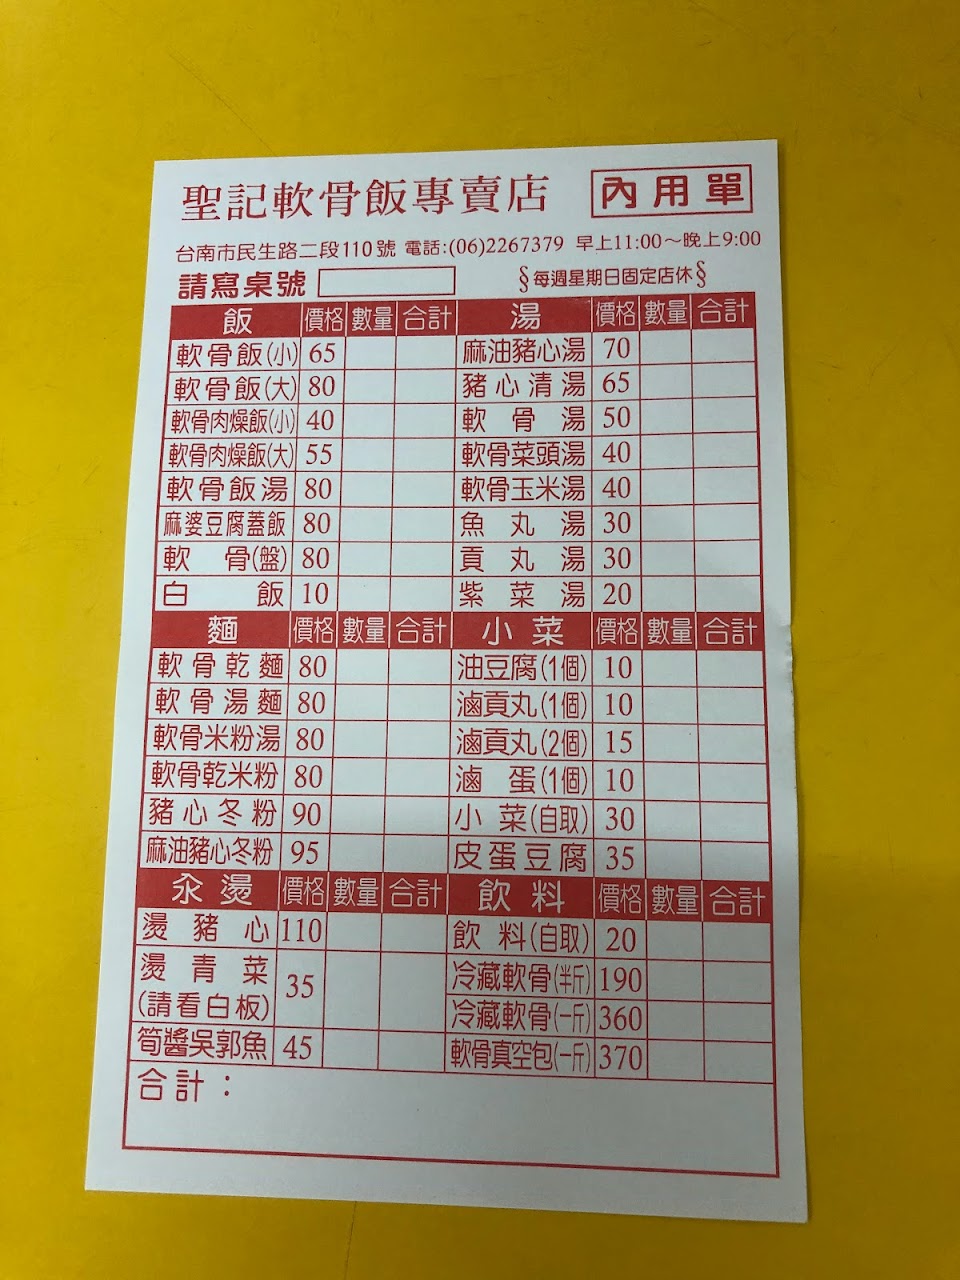 聖記軟骨飯專賣店 內用單
台南市民生路二段110號 電話:(06)2267379 早上11:00～晚上9:00
請寫桌號 §每週星期日固定店休§
飯 價格 數量 合計 湯 價格 數量 合計
軟骨飯(小) 65 麻油豬心湯 70
軟骨飯(大) 80 豬心清湯 65
軟骨肉燥飯(小) 40 軟骨湯 50
軟骨肉燥飯(大) 55 軟骨菜頭湯 40
軟骨飯湯 80 軟骨玉米湯 40
麻婆豆腐蓋飯 80 魚丸湯 30
軟骨(盤) 80 貢丸湯 30
白飯 10 紫菜湯 20
麵 價格 數量 合計 小菜 價格 數量 合計
軟骨乾麵 80 油豆腐(1個) 10
軟骨湯麵 80 滷貢丸(1個) 10
軟骨米粉湯 80 滷貢丸(2個) 15
軟骨乾米粉 80 滷蛋(1個) 10
豬心冬粉 90 小菜(自取) 30
麻油豬心冬粉 95 皮蛋豆腐 35
汆燙 價格 數量 合計 飲料 價格 數量 合計
燙豬心 110 飲料(自取) 20
燙青菜 35 冷藏軟骨(半斤) 190
(請看白板) 冷藏軟骨(一斤) 360
筍醬吳郭魚 45 軟骨真空包(一斤) 370
合計：